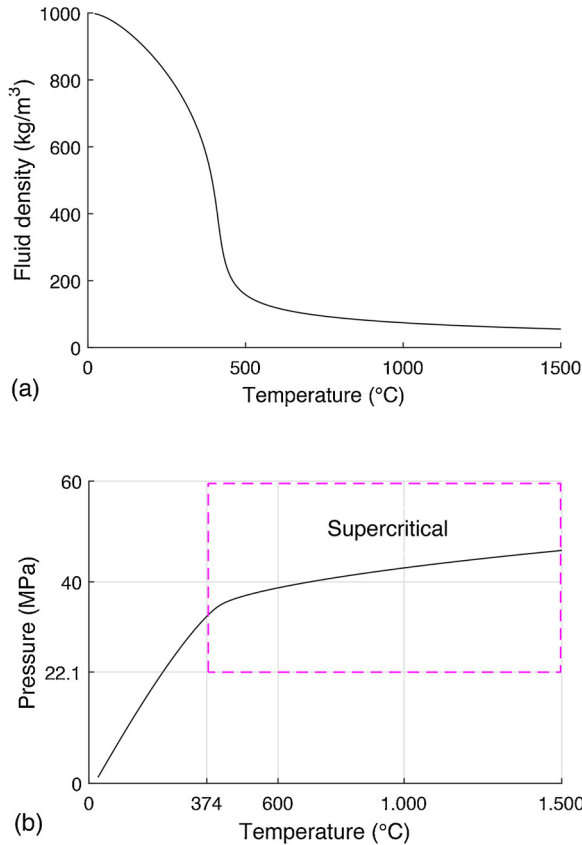 1000
800
600
400
200
0
Fluid density (kg/m³)
0 500 1000 1500
Temperature (°C)
(a)
60
40
22.1
0
Pressure (MPa)
Supercritical
0 374 600 1.000 1.500
Temperature (°C)
(b)